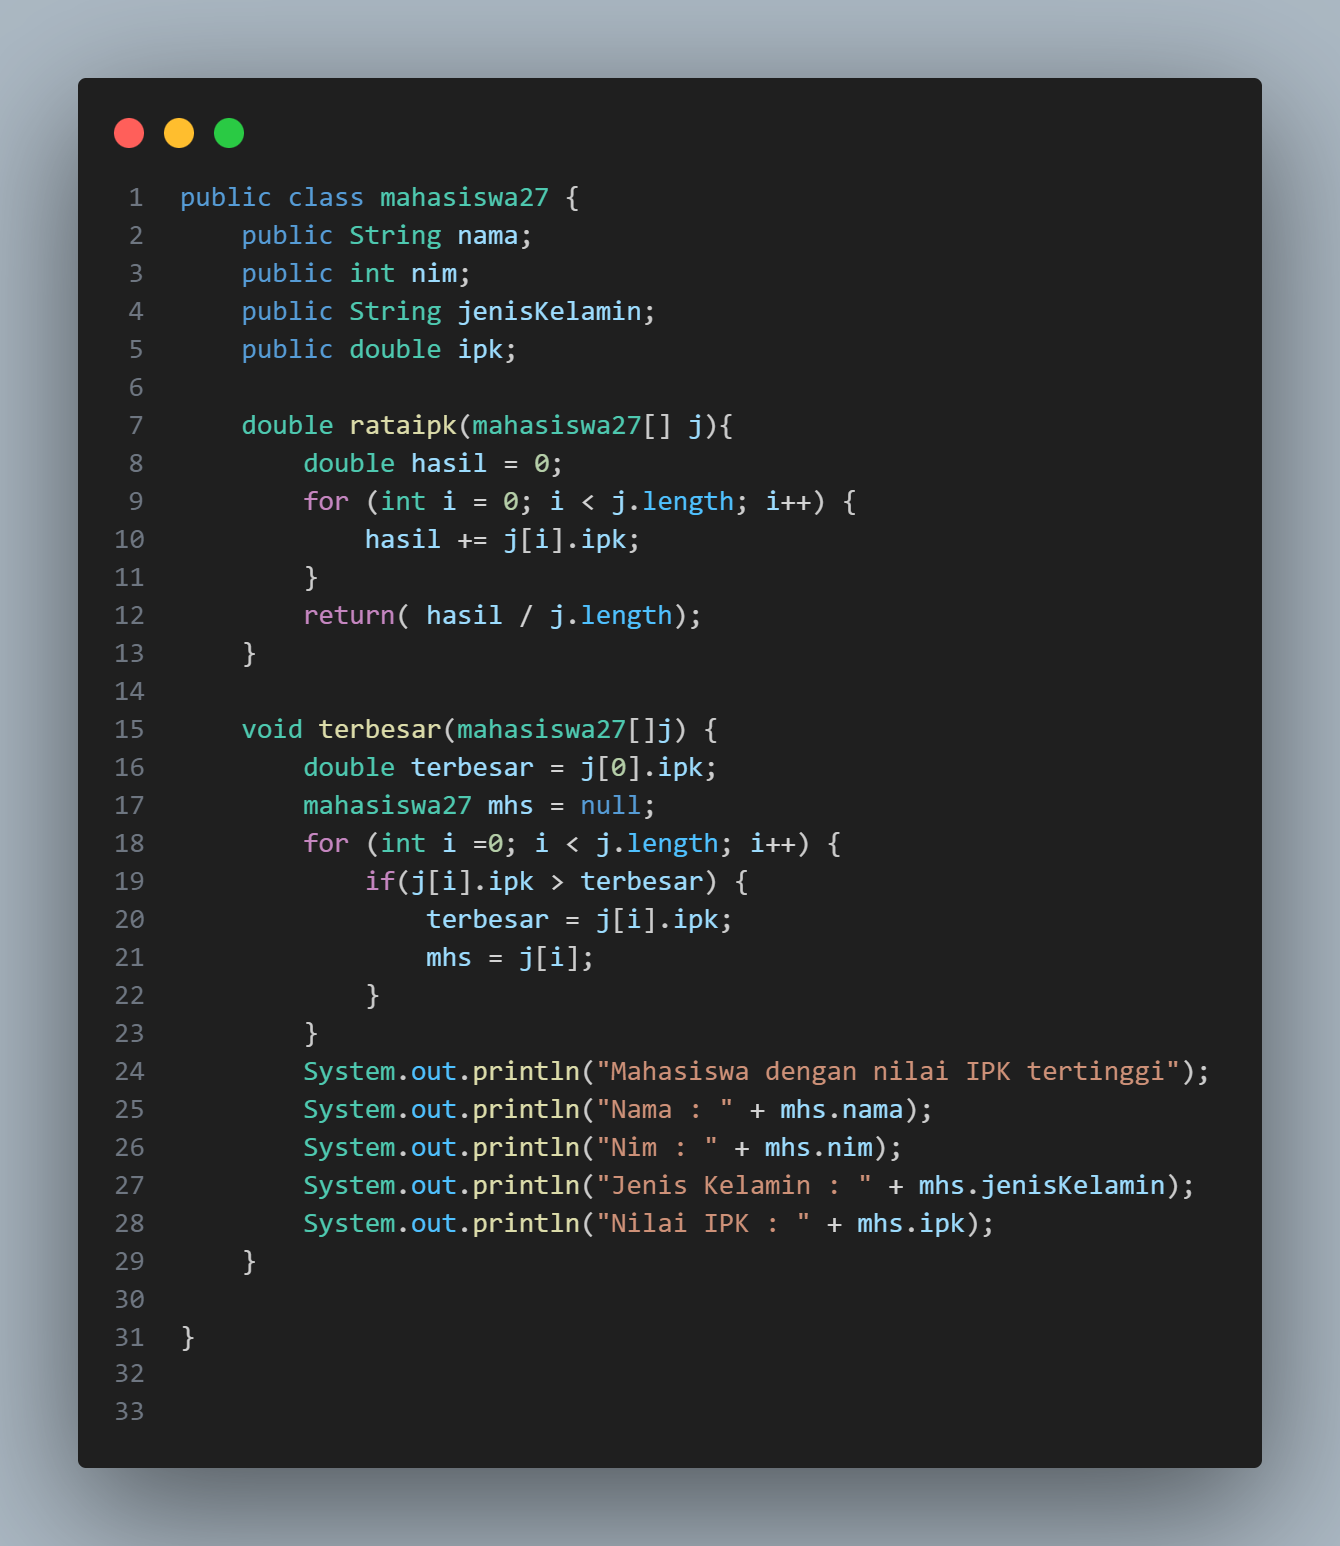 1 public class mahasiswa27 {
2     public String nama;
3     public int nim;
4     public String jenisKelamin;
5     public double ipk;
6
7     double rataipk(mahasiswa27[] j){
8         double hasil = 0;
9         for (int i = 0; i < j.length; i++) {
10             hasil += j[i].ipk;
11         }
12         return( hasil / j.length);
13     }
14
15     void terbesar(mahasiswa27[]j) {
16         double terbesar = j[0].ipk;
17         mahasiswa27 mhs = null;
18         for (int i =0; i < j.length; i++) {
19             if(j[i].ipk > terbesar) {
20                 terbesar = j[i].ipk;
21                 mhs = j[i];
22             }
23         }
24         System.out.println("Mahasiswa dengan nilai IPK tertinggi");
25         System.out.println("Nama : " + mhs.nama);
26         System.out.println("Nim : " + mhs.nim);
27         System.out.println("Jenis Kelamin : " + mhs.jenisKelamin);
28         System.out.println("Nilai IPK : " + mhs.ipk);
29     }
30
31 }
32
33